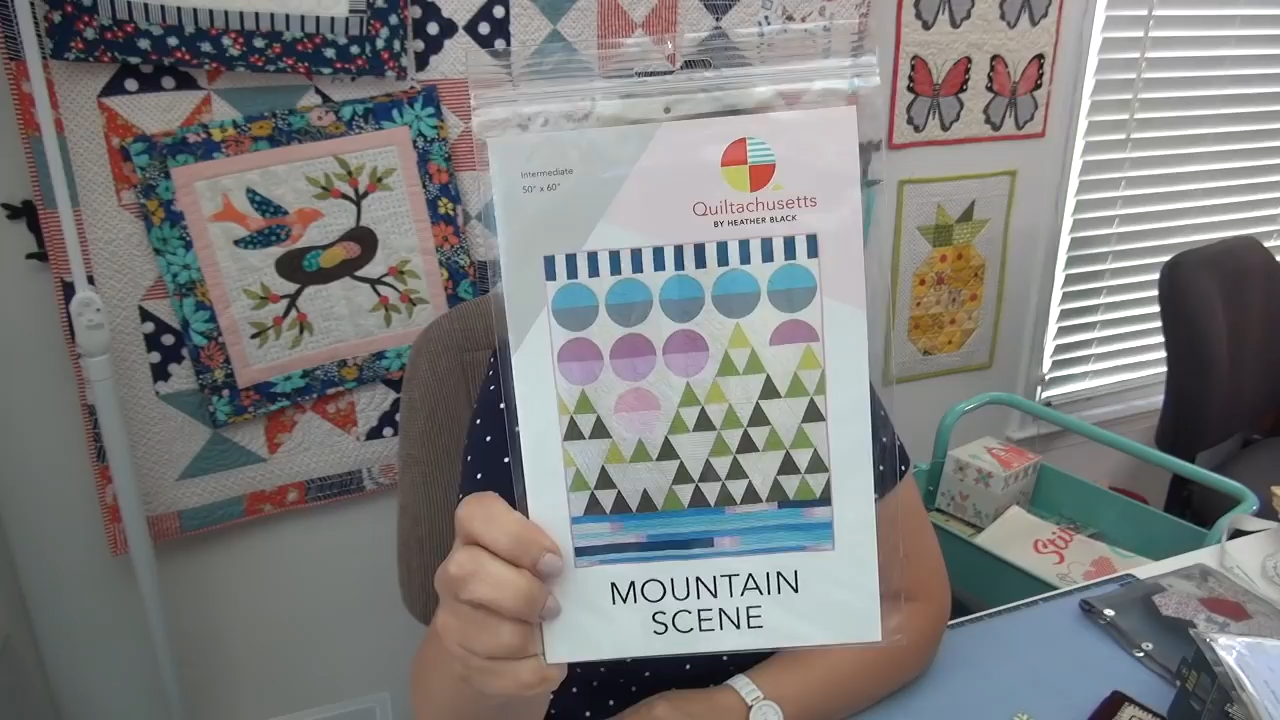 Intermediate
50" x 60"
Quiltachusetts
BY HEATHER BLACK
MOUNTAIN
SCENE